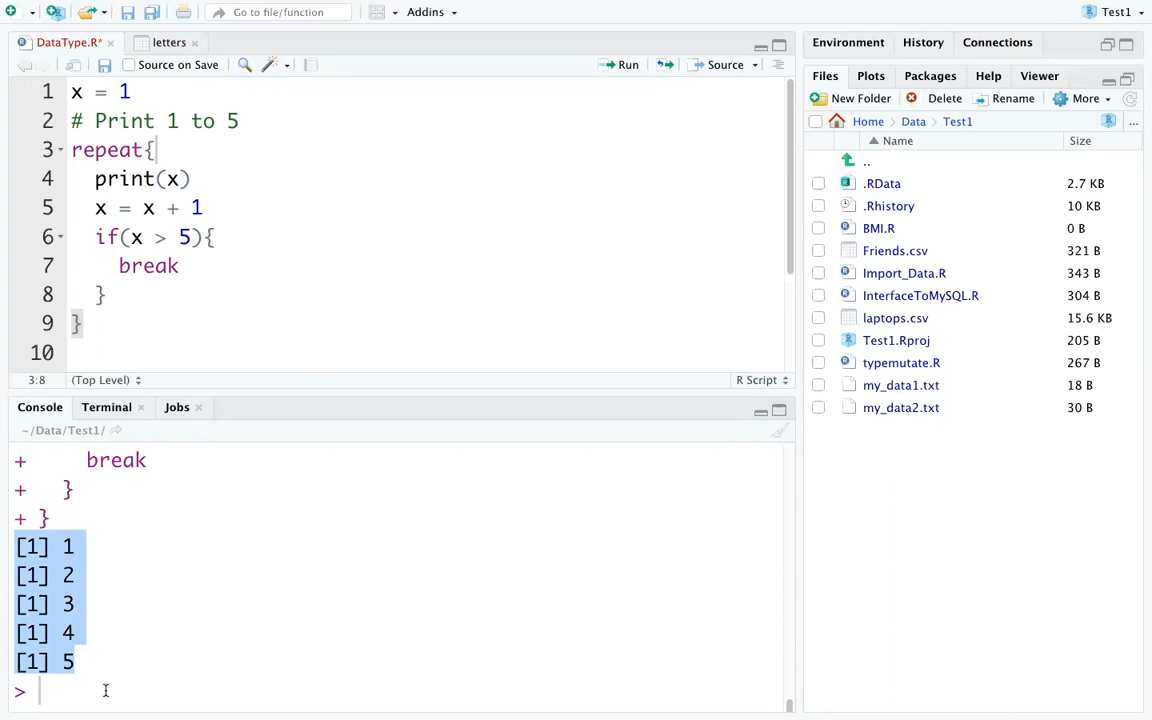 Go to file/function
Addins
Test1
DataType.R*
letters
Source on Save
Run
Source
1 x = 1
2 # Print 1 to 5
3 repeat{
4 print(x)
5 x = x + 1
6 if(x > 5){
7 break
8 }
9 }
10
3:8 (Top Level)
R Script
Console Terminal Jobs
~/Data/Test1/
+ break
+ }
+ }
[1] 1
[1] 2
[1] 3
[1] 4
[1] 5
>
Environment History Connections
Files Plots Packages Help Viewer
New Folder Delete Rename More
Home Data Test1 ...
Name Size
..
.RData 2.7 KB
.Rhistory 10 KB
BMI.R 0 B
Friends.csv 321 B
Import_Data.R 343 B
InterfaceToMySQL.R 304 B
laptops.csv 15.6 KB
Test1.Rproj 205 B
typemutate.R 267 B
my_data1.txt 18 B
my_data2.txt 30 B